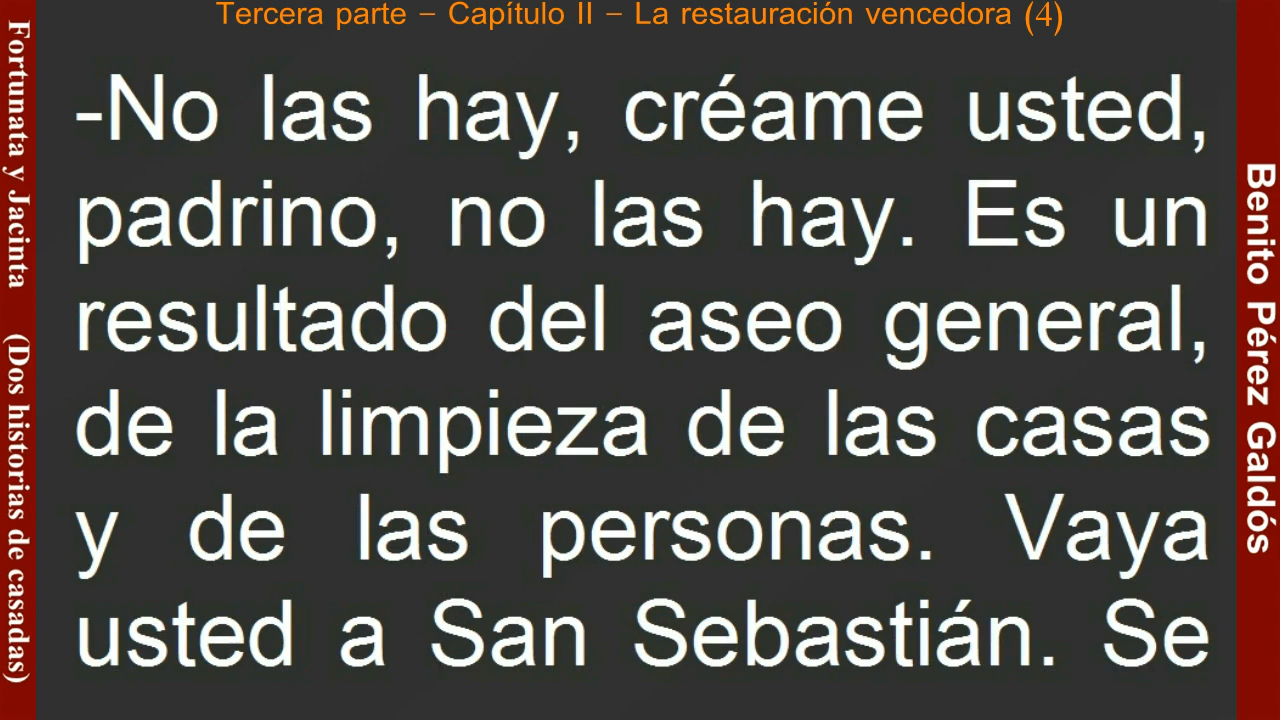 Tercera parte – Capítulo II – La restauración vencedora (4)
Fortunata y Jacinta (Dos historias de casadas)
-No las hay, créame usted,
padrino, no las hay. Es un
resultado del aseo general,
de la limpieza de las casas
y de las personas. Vaya
usted a San Sebastián. Se
Benito Pérez Galdós